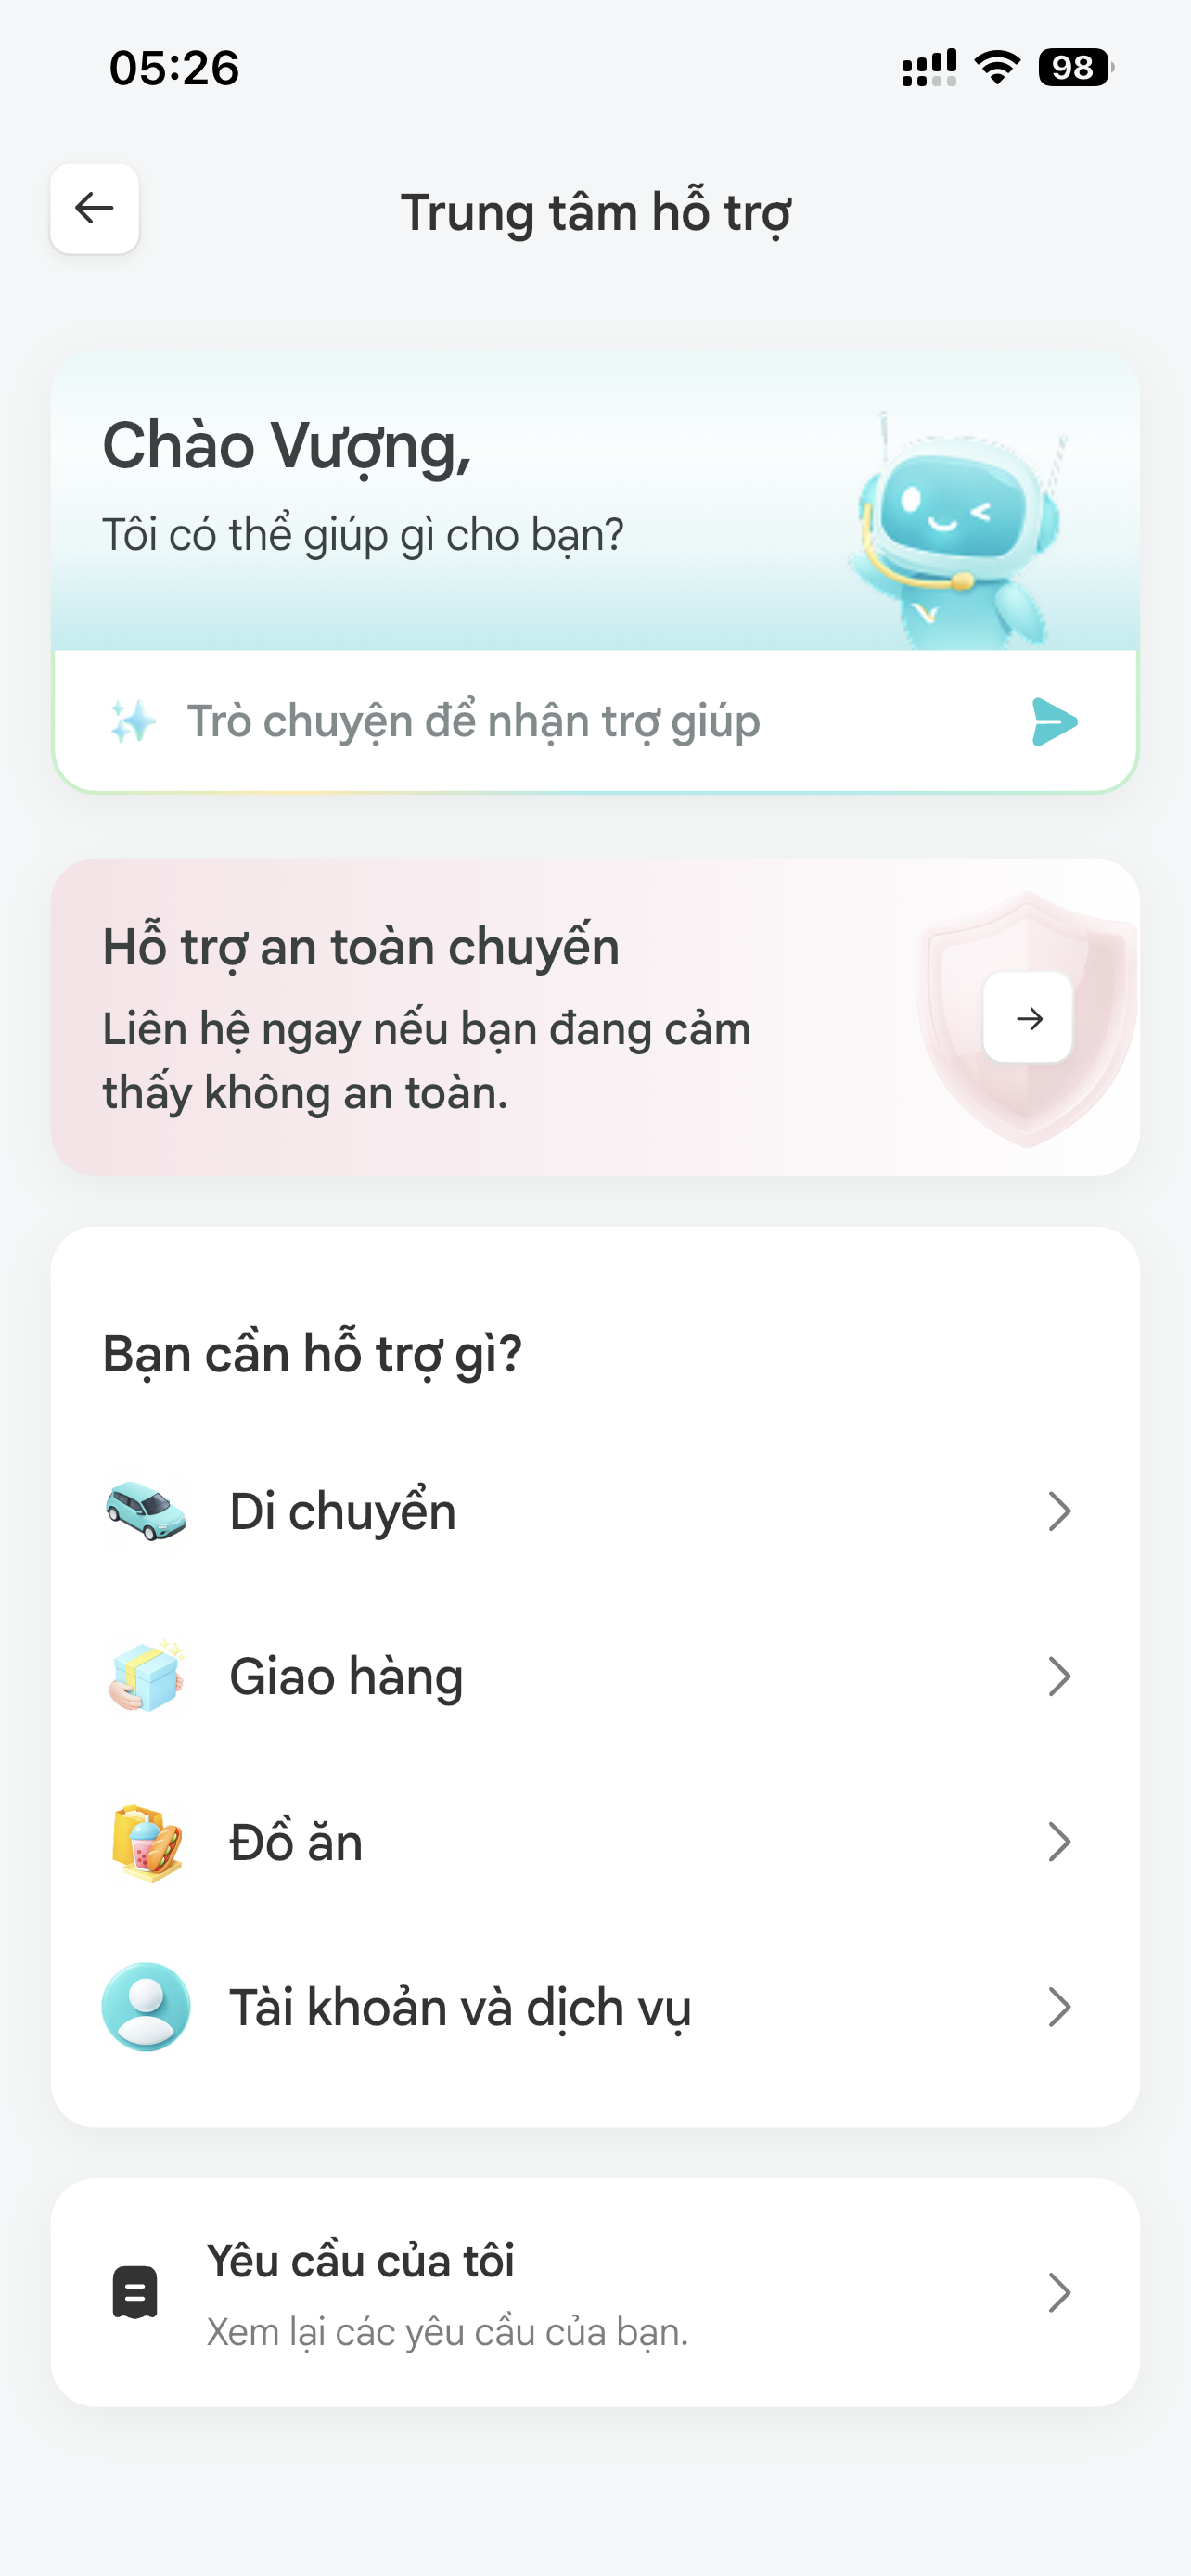 05:26
98
Trung tâm hỗ trợ
Chào Vượng,
Tôi có thể giúp gì cho bạn?
Trò chuyện để nhận trợ giúp
Hỗ trợ an toàn chuyến
Liên hệ ngay nếu bạn đang cảm
thấy không an toàn.
Bạn cần hỗ trợ gì?
Di chuyển
Giao hàng
Đồ ăn
Tài khoản và dịch vụ
Yêu cầu của tôi
Xem lại các yêu cầu của bạn.